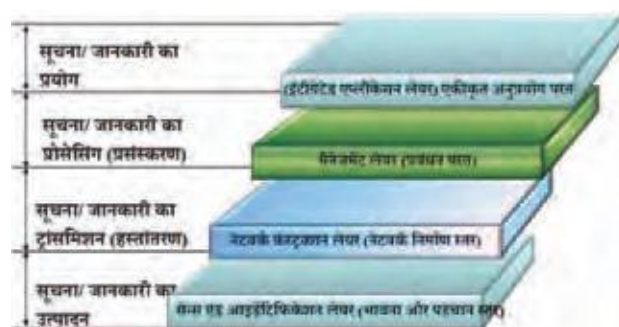 सूचना/ जानकारी का
प्रयोग
(इंटीग्रेटेड एप्लीकेशन लेयर) एकीकृत अनुप्रयोग परत
सूचना/ जानकारी का
प्रोसेसिंग (प्रसंस्करण)
मैनेजमेंट लेयर (प्रबंधन परत)
सूचना/ जानकारी का
ट्रांसमिशन (हस्तांतरण)
नेटवर्क कंस्ट्रक्शन लेयर (नेटवर्क निर्माण स्तर)
सूचना/ जानकारी का
उत्पादन
सेन्स एंड आइडेंटिफिकेशन लेयर (भावना और पहचान स्तर)